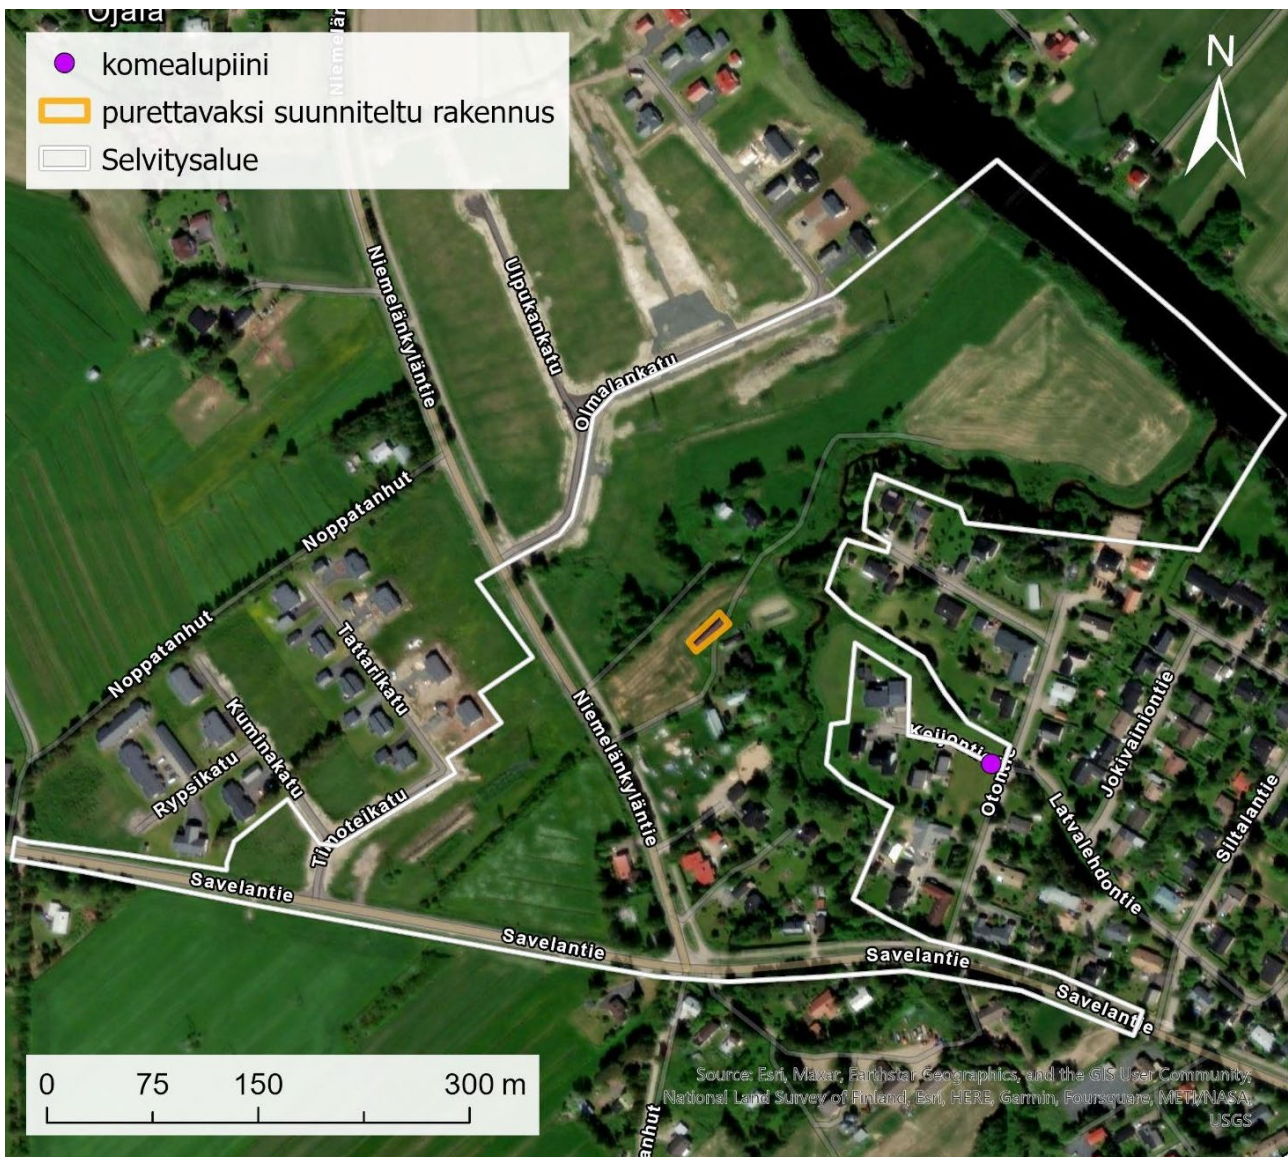 Ojala
komealupiini
purettavaksi suunniteltu rakennus
Selvitysalue
N
Niemelänkyläntie
Ulpukankatu
Olmalankatu
Noppatanhut
Noppatanhut
Tattarikatu
Kuminakatu
Rypsikatu
Timoteikatu
Niemelänkyläntie
Keijontie
Otontie
Jokivainiontie
Latvalehdontie
Siltalantie
Savelantie
Savelantie
Savelantie
Savelantie
0 75 150 300 m
Source: Esri, Maxar, Earthstar Geographics, and the GIS User Community,
National Land Survey of Finland, Esri, HERE, Garmin, Foursquare, METI/NASA,
USGS